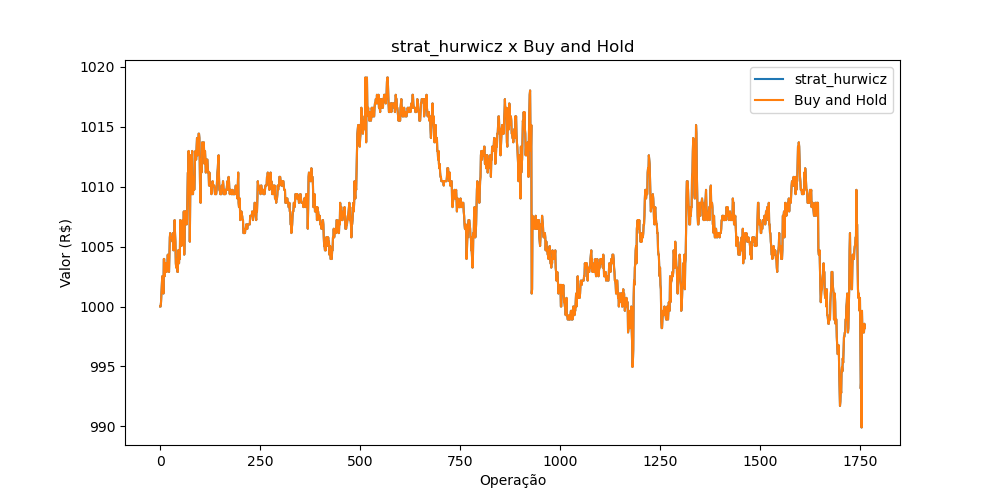 strat_hurwicz x Buy and Hold
strat_hurwicz
Buy and Hold
Valor (R$)
1020
1015
1010
1005
1000
995
990
0 250 500 750 1000 1250 1500 1750
Operação